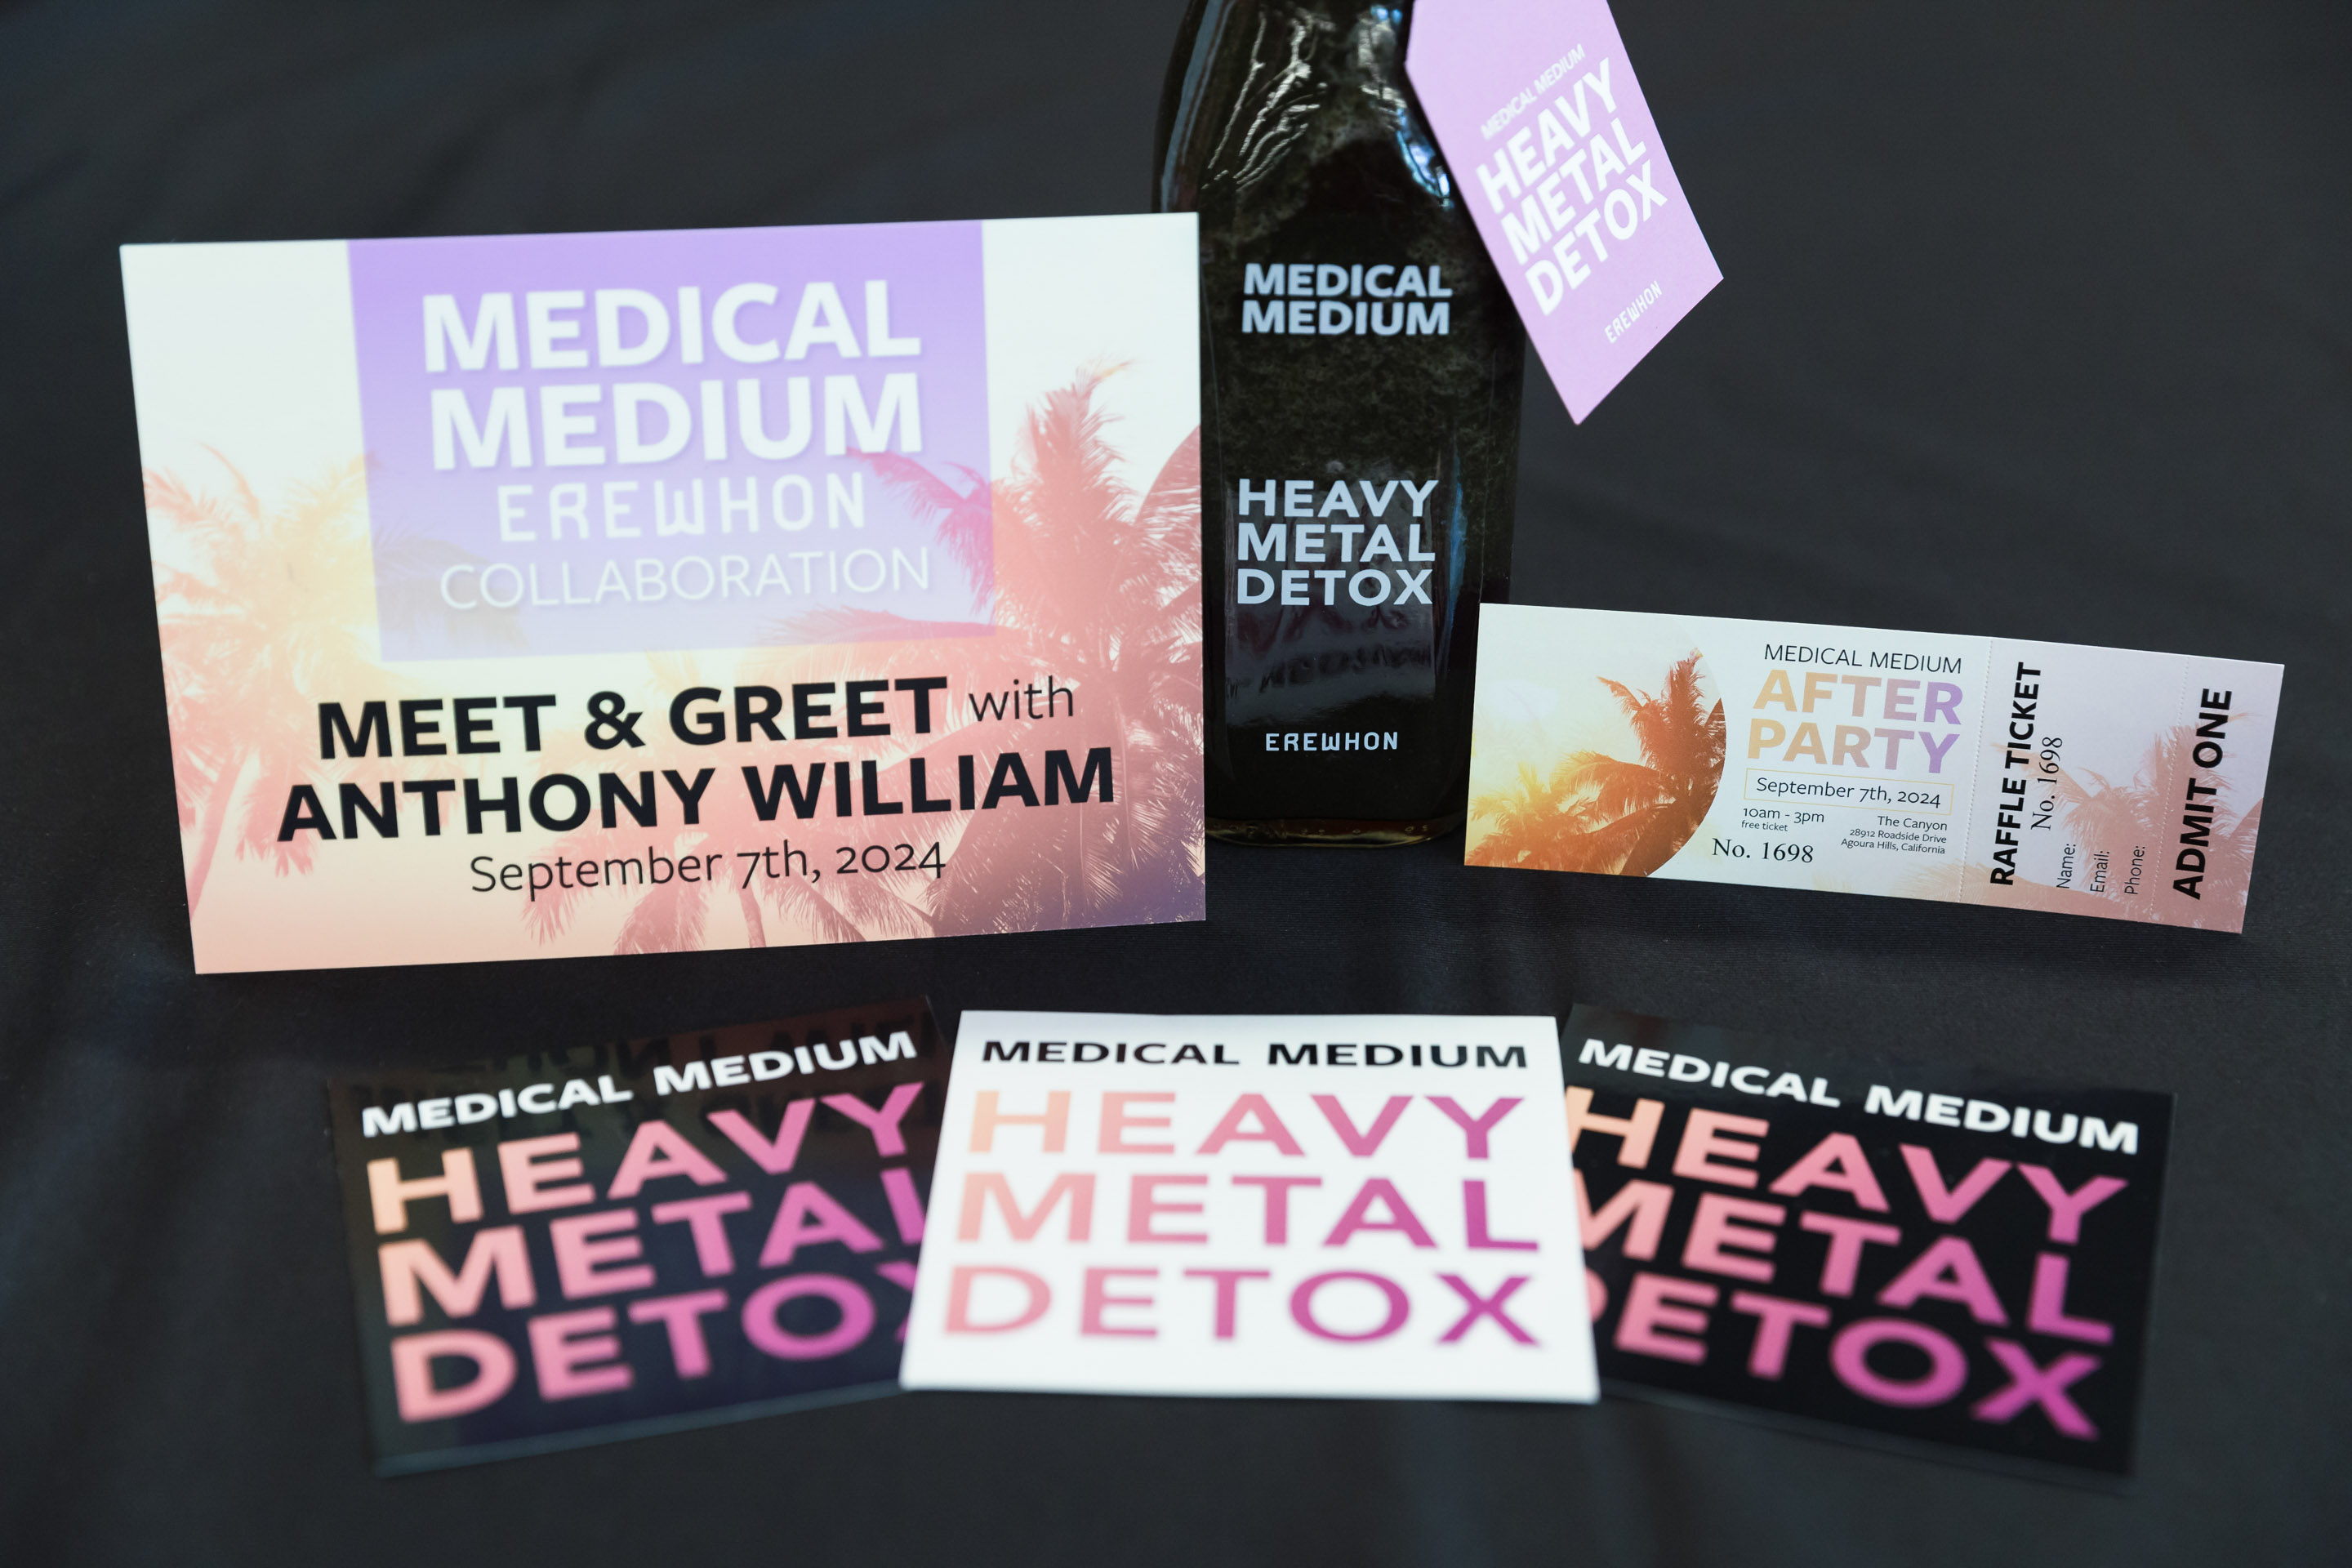 MEDICAL
MEDIUM
EREWHON
COLLABORATION
MEET & GREET with
ANTHONY WILLIAM
September 7th, 2024
MEDICAL
MEDIUM
HEAVY
METAL
DETOX
EREWHON
MEDICAL MEDIUM
HEAVY
METAL
DETOX
EREWHON
MEDICAL MEDIUM
AFTER
PARTY
September 7th, 2024
10am - 3pm
free ticket
The Canyon
28912 Roadside Drive
Agoura Hills, California
No. 1698
RAFFLE TICKET
No. 1698
Name:
Email:
Phone:
ADMIT ONE
MEDICAL MEDIUM
HEAVY
METAL
DETOX
MEDICAL MEDIUM
HEAVY
METAL
DETOX
MEDICAL MEDIUM
HEAVY
METAL
DETOX